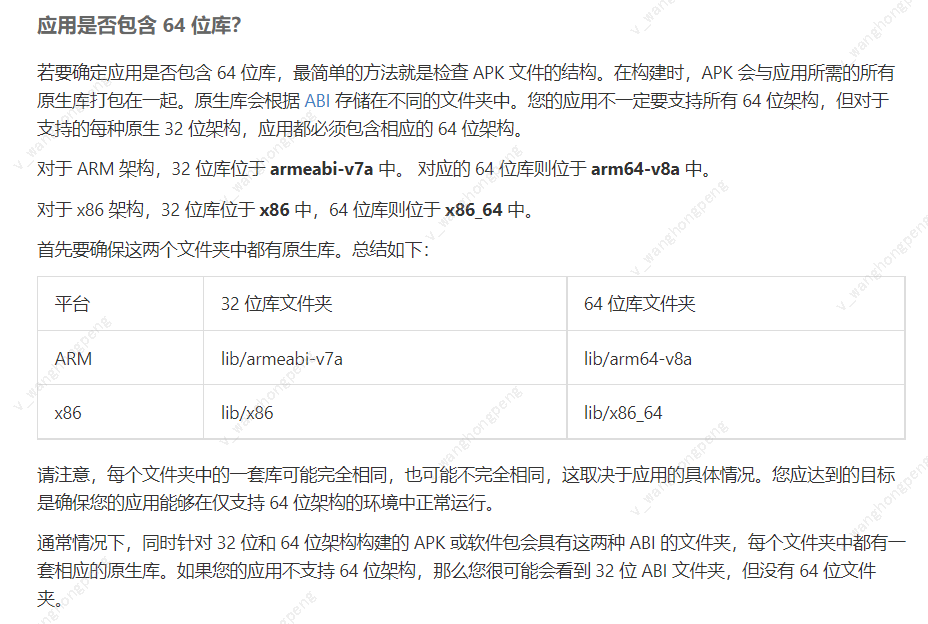 应用是否包含 64 位库?
若要确定应用是否包含 64 位库，最简单的方法就是检查 APK 文件的结构。在构建时，APK 会与应用所需的所有
原生库打包在一起。原生库会根据 ABI 存储在不同的文件夹中。您的应用不一定要支持所有 64 位架构，但对于
支持的每种原生 32 位架构，应用都必须包含相应的 64 位架构。
对于 ARM 架构，32 位库位于 armeabi-v7a 中。 对应的 64 位库则位于 arm64-v8a 中。
对于 x86 架构，32 位库位于 x86 中，64 位库则位于 x86_64 中。
首先要确保这两个文件夹中都有原生库。总结如下：
平台 32 位库文件夹 64 位库文件夹
ARM lib/armeabi-v7a lib/arm64-v8a
x86 lib/x86 lib/x86_64
请注意，每个文件夹中的一套库可能完全相同，也可能不完全相同，这取决于应用的具体情况。您应达到的目标
是确保您的应用能够在仅支持 64 位架构的环境中正常运行。
通常情况下，同时针对 32 位和 64 位架构构建的 APK 或软件包会具有这两种 ABI 的文件夹，每个文件夹中都有一
套相应的原生库。如果您的应用不支持 64 位架构，那么您很可能会看到 32 位 ABI 文件夹，但没有 64 位文件
夹。
v_wanghongpeng